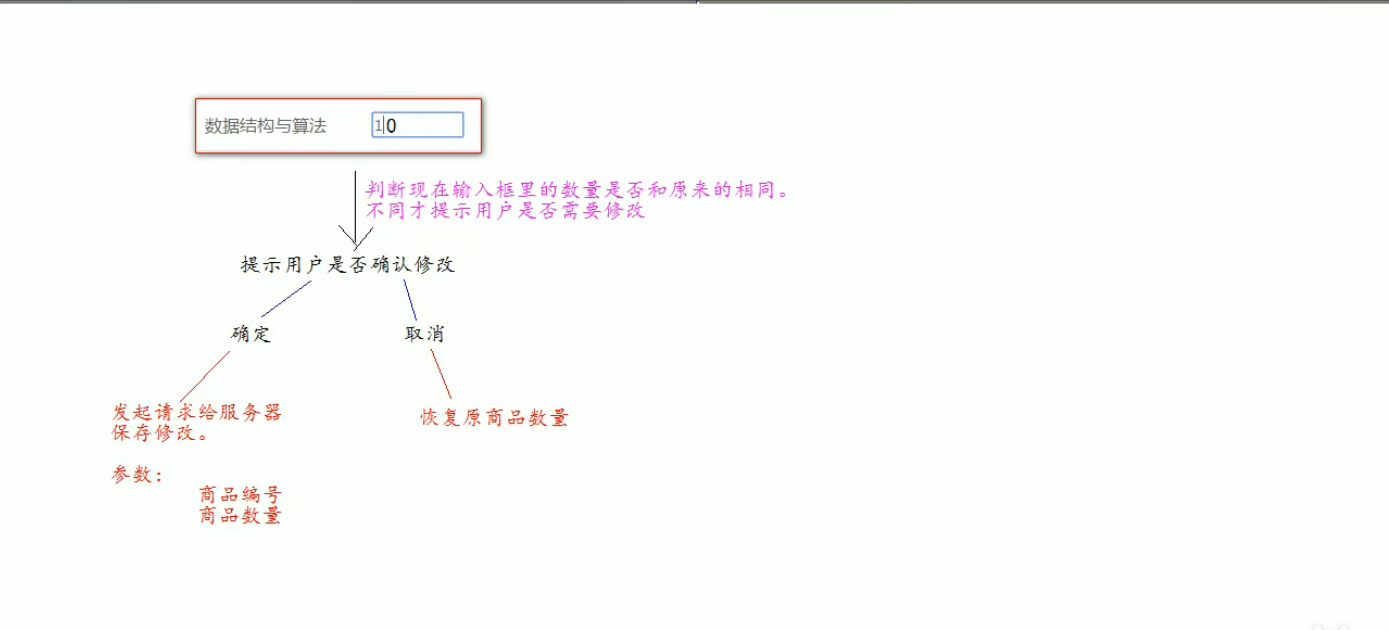 数据结构与算法 10
判断现在输入框里的数量是否和原来的相同。
不同才提示用户是否需要修改
提示用户是否确认修改
确定 取消
发起请求给服务器
保存修改。
恢复原商品数量
参数：
商品编号
商品数量